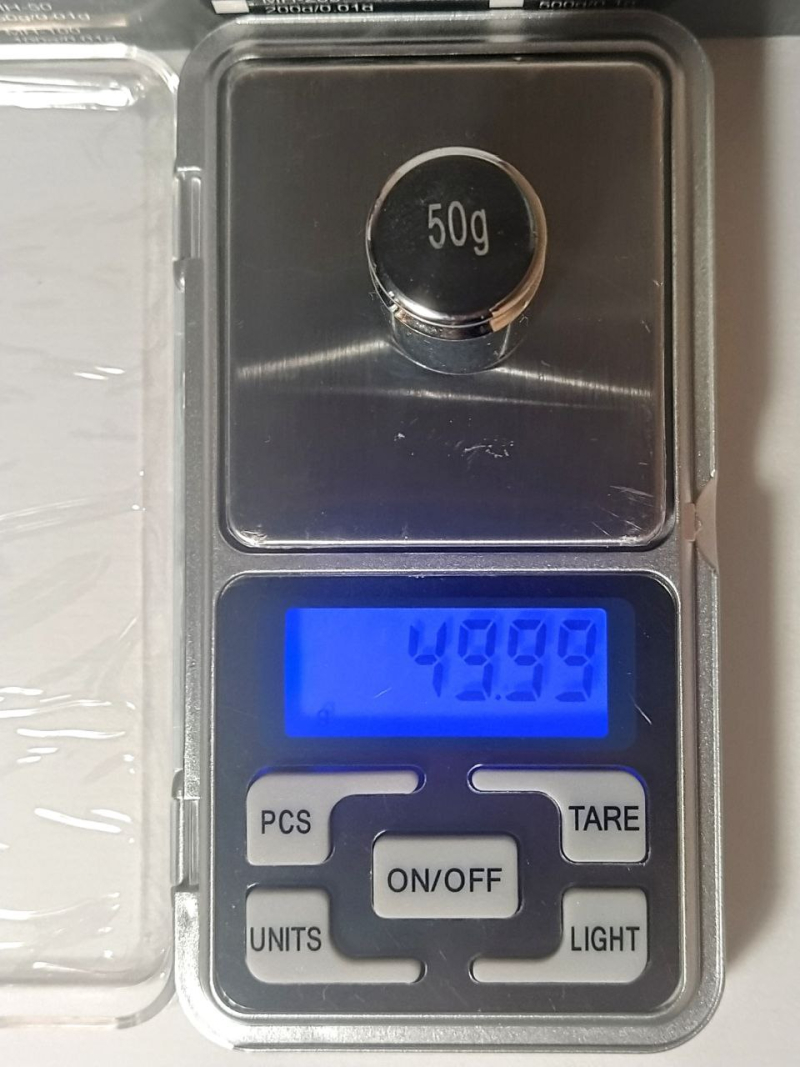 200g/0.01g
50g
49.99
g
PCS
TARE
ON/OFF
UNITS
LIGHT